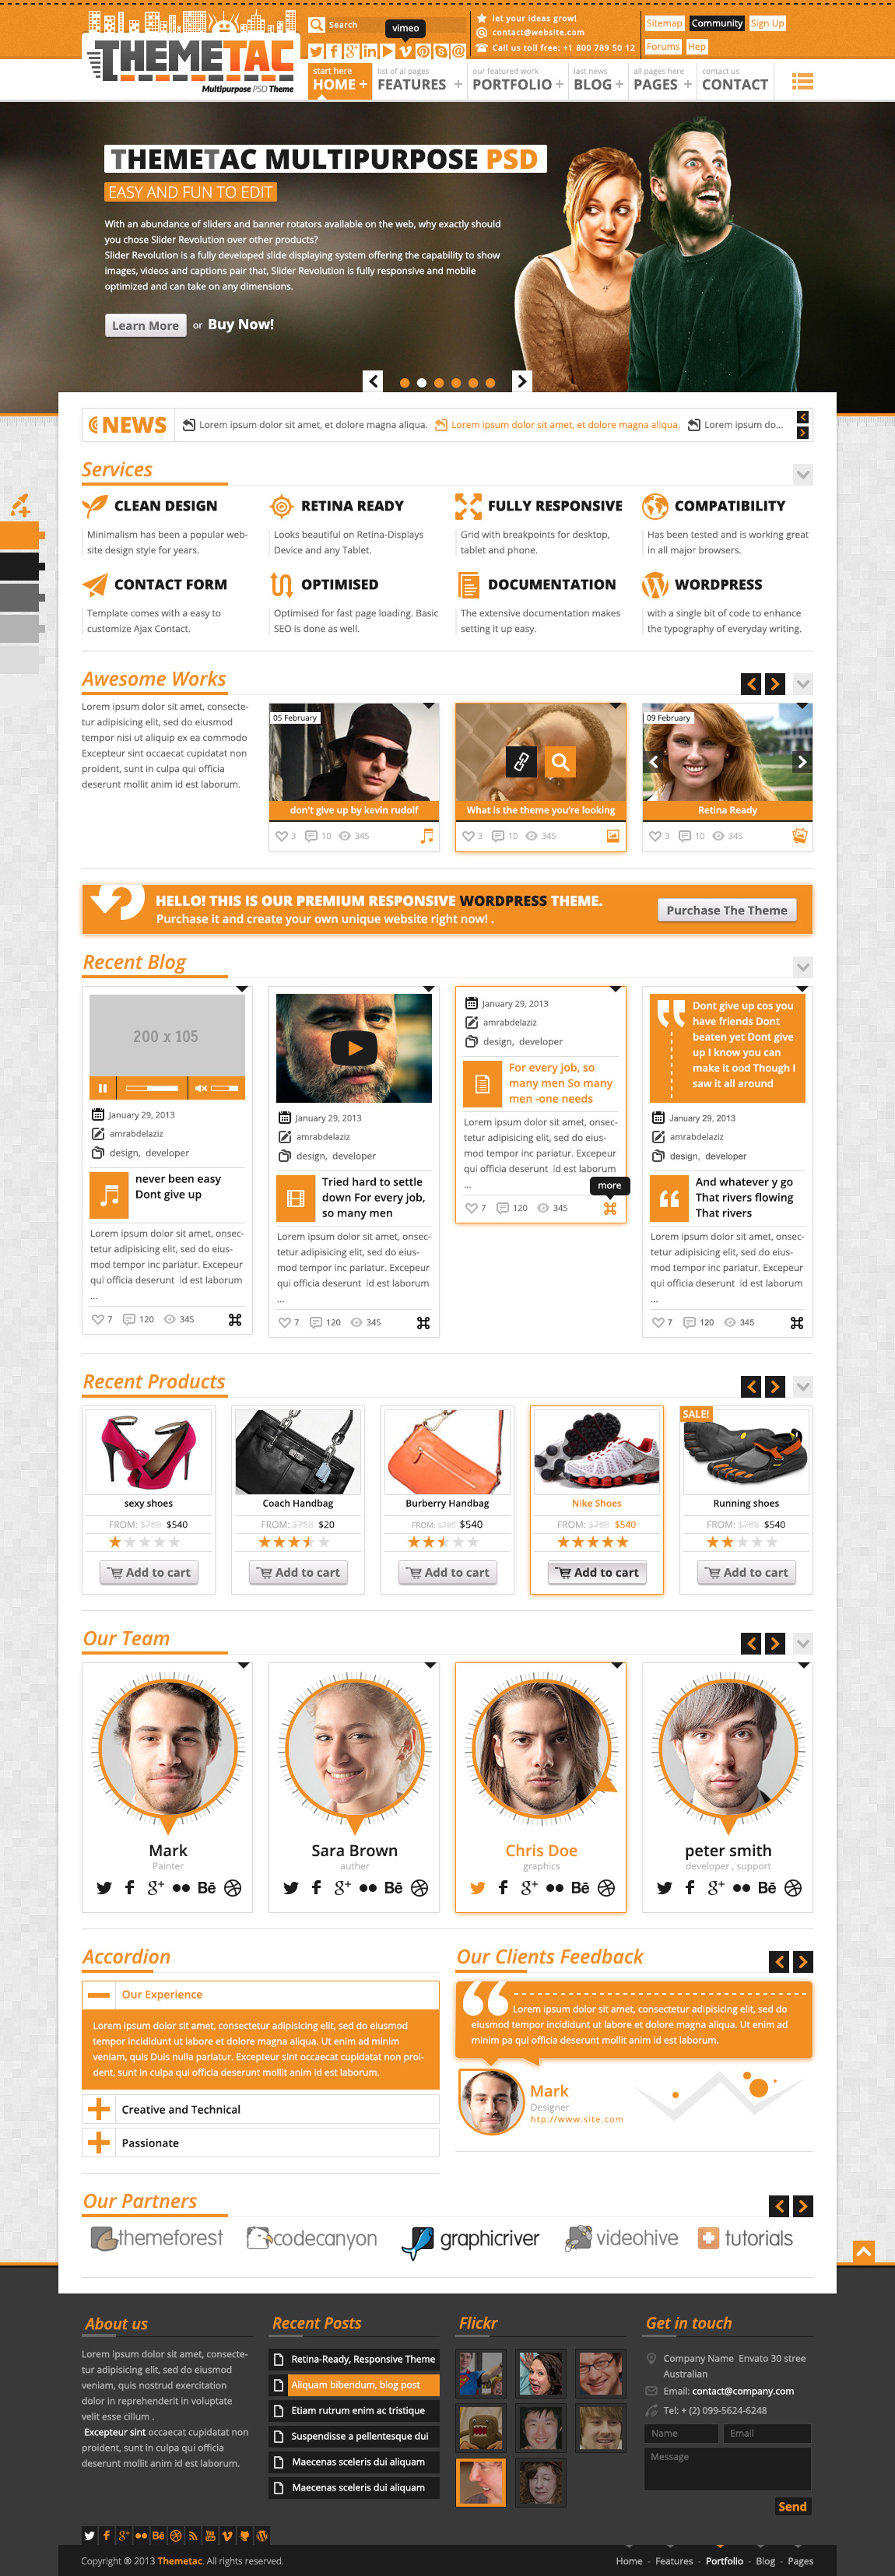 THEMETAC
Multipurpose PSD Theme
Search
vimeo
let your ideas grow!
contact@website.com
Call us toll free: +1 800 789 50 12
Sitemap
Community
Sign Up
Forums
Hep
start here
HOME
list of al pages
FEATURES
our featured work
PORTFOLIO
last news
BLOG
all pages here
PAGES
contact us
CONTACT
THEMETAC MULTIPURPOSE PSD
EASY AND FUN TO EDIT
With an abundance of sliders and banner rotators available on the web, why exactly should
you chose Slider Revolution over other products?
Slider Revolution is a fully developed slide displaying system offering the capability to show
images, videos and captions pair that, Slider Revolution is fully responsive and mobile
optimized and can take on any dimensions.
Learn More or Buy Now!
NEWS
Lorem ipsum dolor sit amet, et dolore magna aliqua.
Lorem ipsum dolor sit amet, et dolore magna aliqua.
Lorem ipsum do...
Services
CLEAN DESIGN
Minimalism has been a popular web-
site design style for years.
RETINA READY
Looks beautiful on Retina-Displays
Device and any Tablet.
FULLY RESPONSIVE
Grid with breakpoints for desktop,
tablet and phone.
COMPATIBILITY
Has been tested and is working great
in all major browsers.
CONTACT FORM
Template comes with a easy to
customize Ajax Contact.
OPTIMISED
Optimised for fast page loading. Basic
SEO is done as well.
DOCUMENTATION
The extensive documentation makes
setting it up easy.
WORDPRESS
with a single bit of code to enhance
the typography of everyday writing.
Awesome Works
Lorem ipsum dolor sit amet, consecte-
tur adipisicing elit, sed do eiusmod
tempor nisi ut aliquip ex ea commodo
Excepteur sint occaecat cupidatat non
proident, sunt in culpa qui officia
deserunt mollit anim id est laborum.
05 February
don't give up by kevin rudolf
3 10 345
What is the theme you're looking
3 10 345
09 February
Retina Ready
3 10 345
HELLO! THIS IS OUR PREMIUM RESPONSIVE WORDPRESS THEME.
Purchase it and create your own unique website right now! .
Purchase The Theme
Recent Blog
200 x 105
January 29, 2013
amrabdelaziz
design, developer
never been easy
Dont give up
Lorem ipsum dolor sit amet, onsec-
tetur adipisicing elit, sed do eius-
mod tempor inc pariatur. Excepeur
qui officia deserunt id est laborum
...
7 120 345
January 29, 2013
amrabdelaziz
design, developer
Tried hard to settle
down For every job,
so many men
Lorem ipsum dolor sit amet, onsec-
tetur adipisicing elit, sed do eius-
mod tempor inc pariatur. Excepeur
qui officia deserunt id est laborum
...
7 120 345
January 29, 2013
amrabdelaziz
design, developer
For every job, so
many men So many
men -one needs
Lorem ipsum dolor sit amet, onsec-
tetur adipisicing elit, sed do eius-
mod tempor inc pariatur. Excepeur
qui officia deserunt id est laborum
...
more
7 120 345
Dont give up cos you
have friends Dont
beaten yet Dont give
up I know you can
make it ood Though I
saw it all around
January 29, 2013
amrabdelaziz
design, developer
And whatever y go
That rivers flowing
That rivers
Lorem ipsum dolor sit amet, onsec-
tetur adipisicing elit, sed do eius-
mod tempor inc pariatur. Excepeur
qui officia deserunt id est laborum
...
7 120 345
Recent Products
sexy shoes
FROM: $788 $540
Add to cart
Coach Handbag
FROM: $788 $20
Add to cart
Burberry Handbag
FROM: $788 $540
Add to cart
Nike Shoes
FROM: $788 $540
Add to cart
SALE!
Running shoes
FROM: $788 $540
Add to cart
Our Team
Mark
Painter
Sara Brown
auther
Chris Doe
graphics
peter smith
developer , support
Accordion
Our Experience
Lorem ipsum dolor sit amet, consectetur adipisicing elit, sed do eiusmod
tempor incididunt ut labore et dolore magna aliqua. Ut enim ad minim
veniam, quis Duis nulla pariatur. Excepteur sint occaecat cupidatat non proi-
dent, sunt in culpa qui officia deserunt mollit anim id est laborum.
Creative and Technical
Passionate
Our Clients Feedback
Lorem ipsum dolor sit amet, consectetur adipisicing elit, sed do
eiusmod tempor incididunt ut labore et dolore magna aliqua. Ut enim ad
minim pa qui officia deserunt mollit anim id est laborum.
Mark
Designer
htp://www.site.com
Our Partners
themeforest
codecanyon
graphicriver
videohive
tutorials
About us
Lorem ipsum dolor sit amet, consecte-
tur adipisicing elit, sed do eiusmod
veniam, quis nostrud exercitation
dolor in reprehenderit in voluptate
velit esse cillum .
Excepteur sint occaecat cupidatat non
proident, sunt in culpa qui officia
deserunt mollit anim id est laborum.
Recent Posts
Retina-Ready, Responsive Theme
Aliquam bibendum, blog post
Etiam rutrum enim ac tristique
Suspendisse a pellentesque dui
Maecenas sceleris dui aliquam
Maecenas sceleris dui aliquam
Flickr
Get in touch
Company Name Envato 30 stree
Australian
Email: contact@company.com
Tel: + (2) 099-5624-6248
Name
Email
Message
Send
Copyright ® 2013 Themetac. All rights reserved.
Home - Features - Portfolio - Blog - Pages